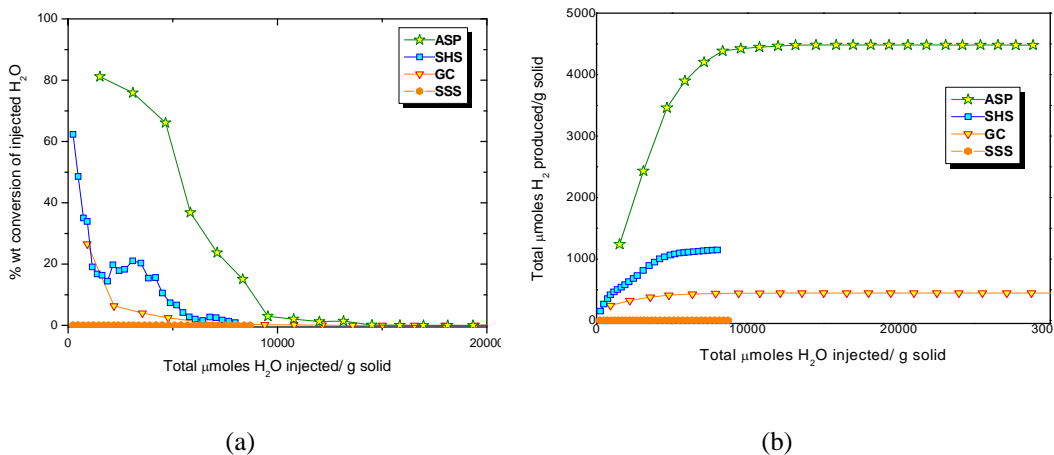 100
80
60
40
20
0
% wt conversion of injected H2O
ASP
SHS
GC
SSS
0 10000 20000
Total μmoles H2O injected/ g solid
(a)
5000
4000
3000
2000
1000
0
Total μmoles H2 produced/g solid
ASP
SHS
GC
SSS
0 10000 20000 300
Total μmoles H2O injected/ g solid
(b)